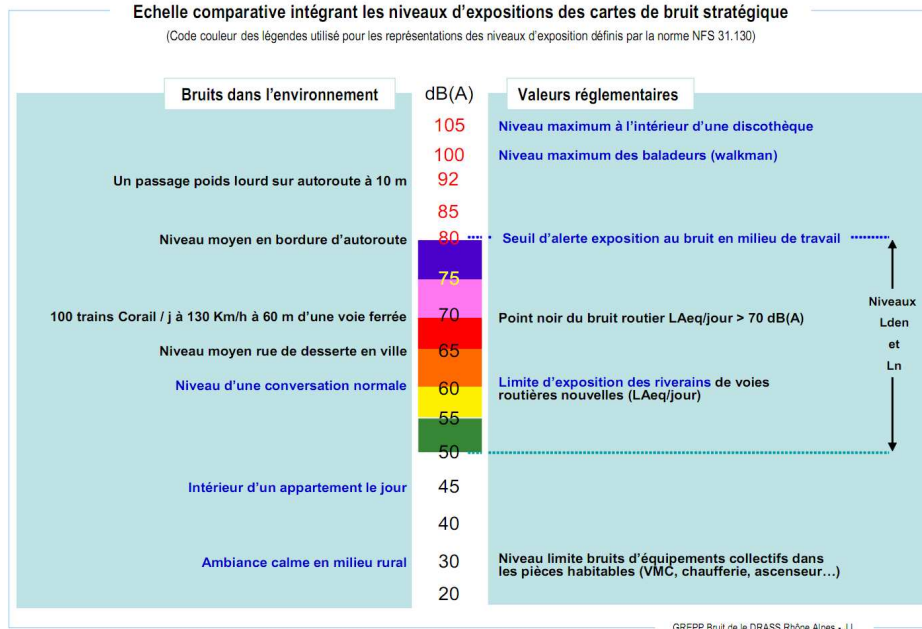 Echelle comparative intégrant les niveaux d'expositions des cartes de bruit stratégique
(Code couleur des légendes utilisé pour les représentations des niveaux d'exposition définis par la norme NFS 31.130)
Bruits dans l'environnement dB(A) Valeurs réglementaires
105 Niveau maximum à l'intérieur d'une discothèque
100 Niveau maximum des baladeurs (walkman)
Un passage poids lourd sur autoroute à 10 m 92
85
Niveau moyen en bordure d'autoroute 80 Seuil d'alerte exposition au bruit en milieu de travail
75
Niveaux
Lden
et
Ln
100 trains Corail / j à 130 Km/h à 60 m d'une voie ferrée 70 Point noir du bruit routier LAeq/jour > 70 dB(A)
Niveau moyen rue de desserte en ville 65
Niveau d'une conversation normale 60 Limite d'exposition des riverains de voies
routières nouvelles (LAeq/jour)
55
50
Intérieur d'un appartement le jour 45
40
Ambiance calme en milieu rural 30 Niveau limite bruits d'équipements collectifs dans
les pièces habitables (VMC, chaufferie, ascenseur...)
20
GREPP Bruit de le DRASS Rhône Alpes -